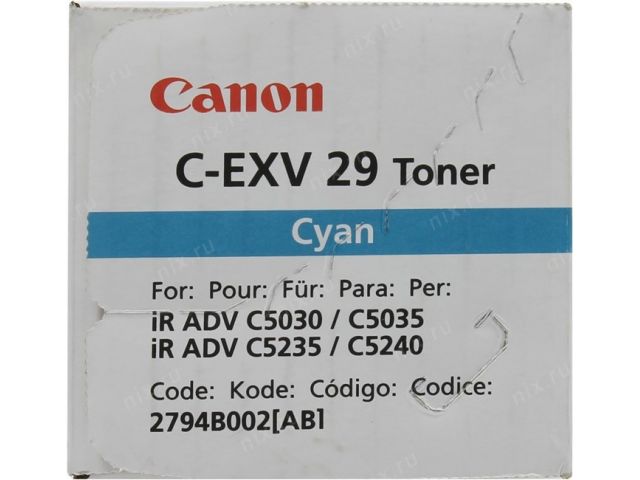 Canon
C-EXV 29 Toner
Cyan
For: Pour: Für: Para: Per:
iR ADV C5030 / C5035
iR ADV C5235 / C5240
Code: Kode: Código: Codice:
2794B002[AB]